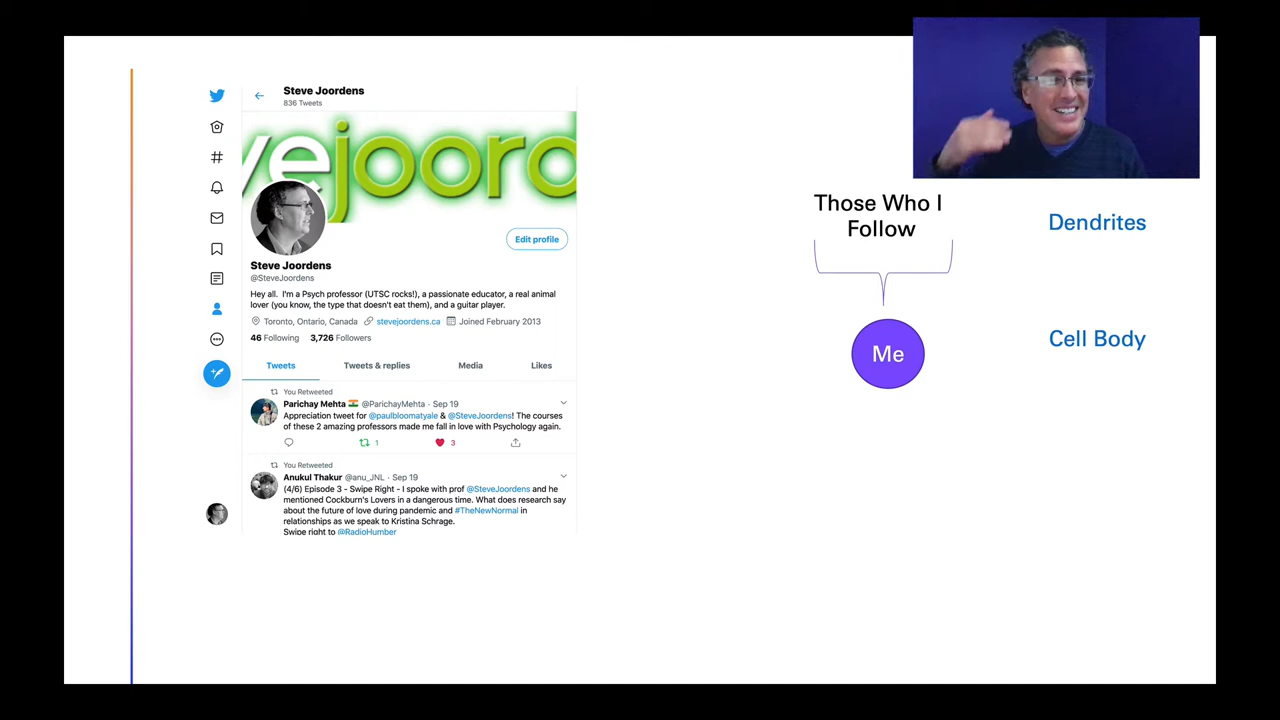 Steve Joordens
836 Tweets
vejoord
Edit profile
Steve Joordens
@SteveJoordens
Hey all. I'm a Psych professor (UTSC rocks!), a passionate educator, a real animal
lover (you know, the type that doesn't eat them), and a guitar player.
Toronto, Ontario, Canada stevejoordens.ca Joined February 2013
46 Following 3,726 Followers
Tweets Tweets & replies Media Likes
You Retweeted
Parichay Mehta 🇮🇳 @ParichayMehta · Sep 19
Appreciation tweet for @paulbloomatyale & @SteveJoordens! The courses
of these 2 amazing professors made me fall in love with Psychology again.
1 3
You Retweeted
Anukul Thakur @anu_JNL · Sep 19
(4/6) Episode 3 - Swipe Right - I spoke with prof @SteveJoordens and he
mentioned Cockburn's Lovers in a dangerous time. What does research say
about the future of love during pandemic and #TheNewNormal in
relationships as we speak to Kristina Schrage.
Swipe right to @RadioHumber
Those Who I
Follow
Dendrites
Me
Cell Body